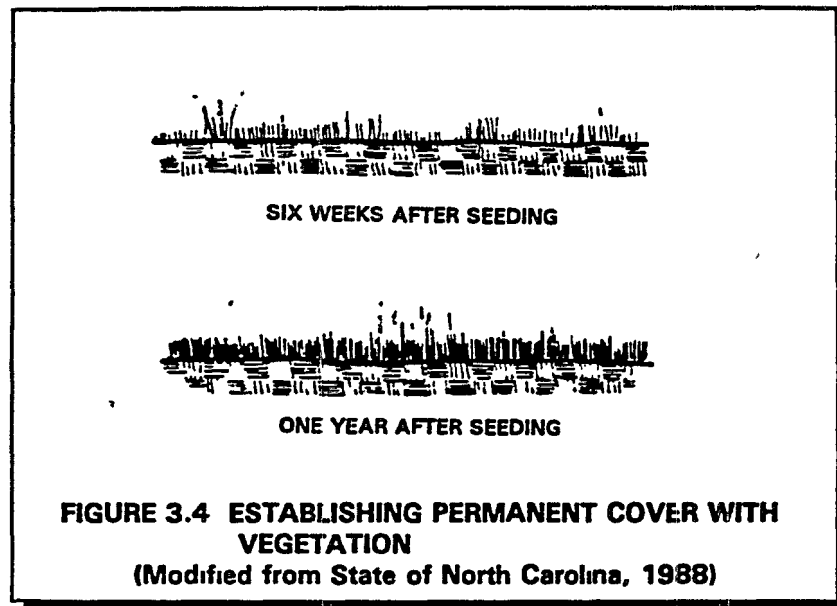 SIX WEEKS AFTER SEEDING
ONE YEAR AFTER SEEDING
FIGURE 3.4 ESTABLISHING PERMANENT COVER WITH
VEGETATION
(Modified from State of North Carolina, 1988)